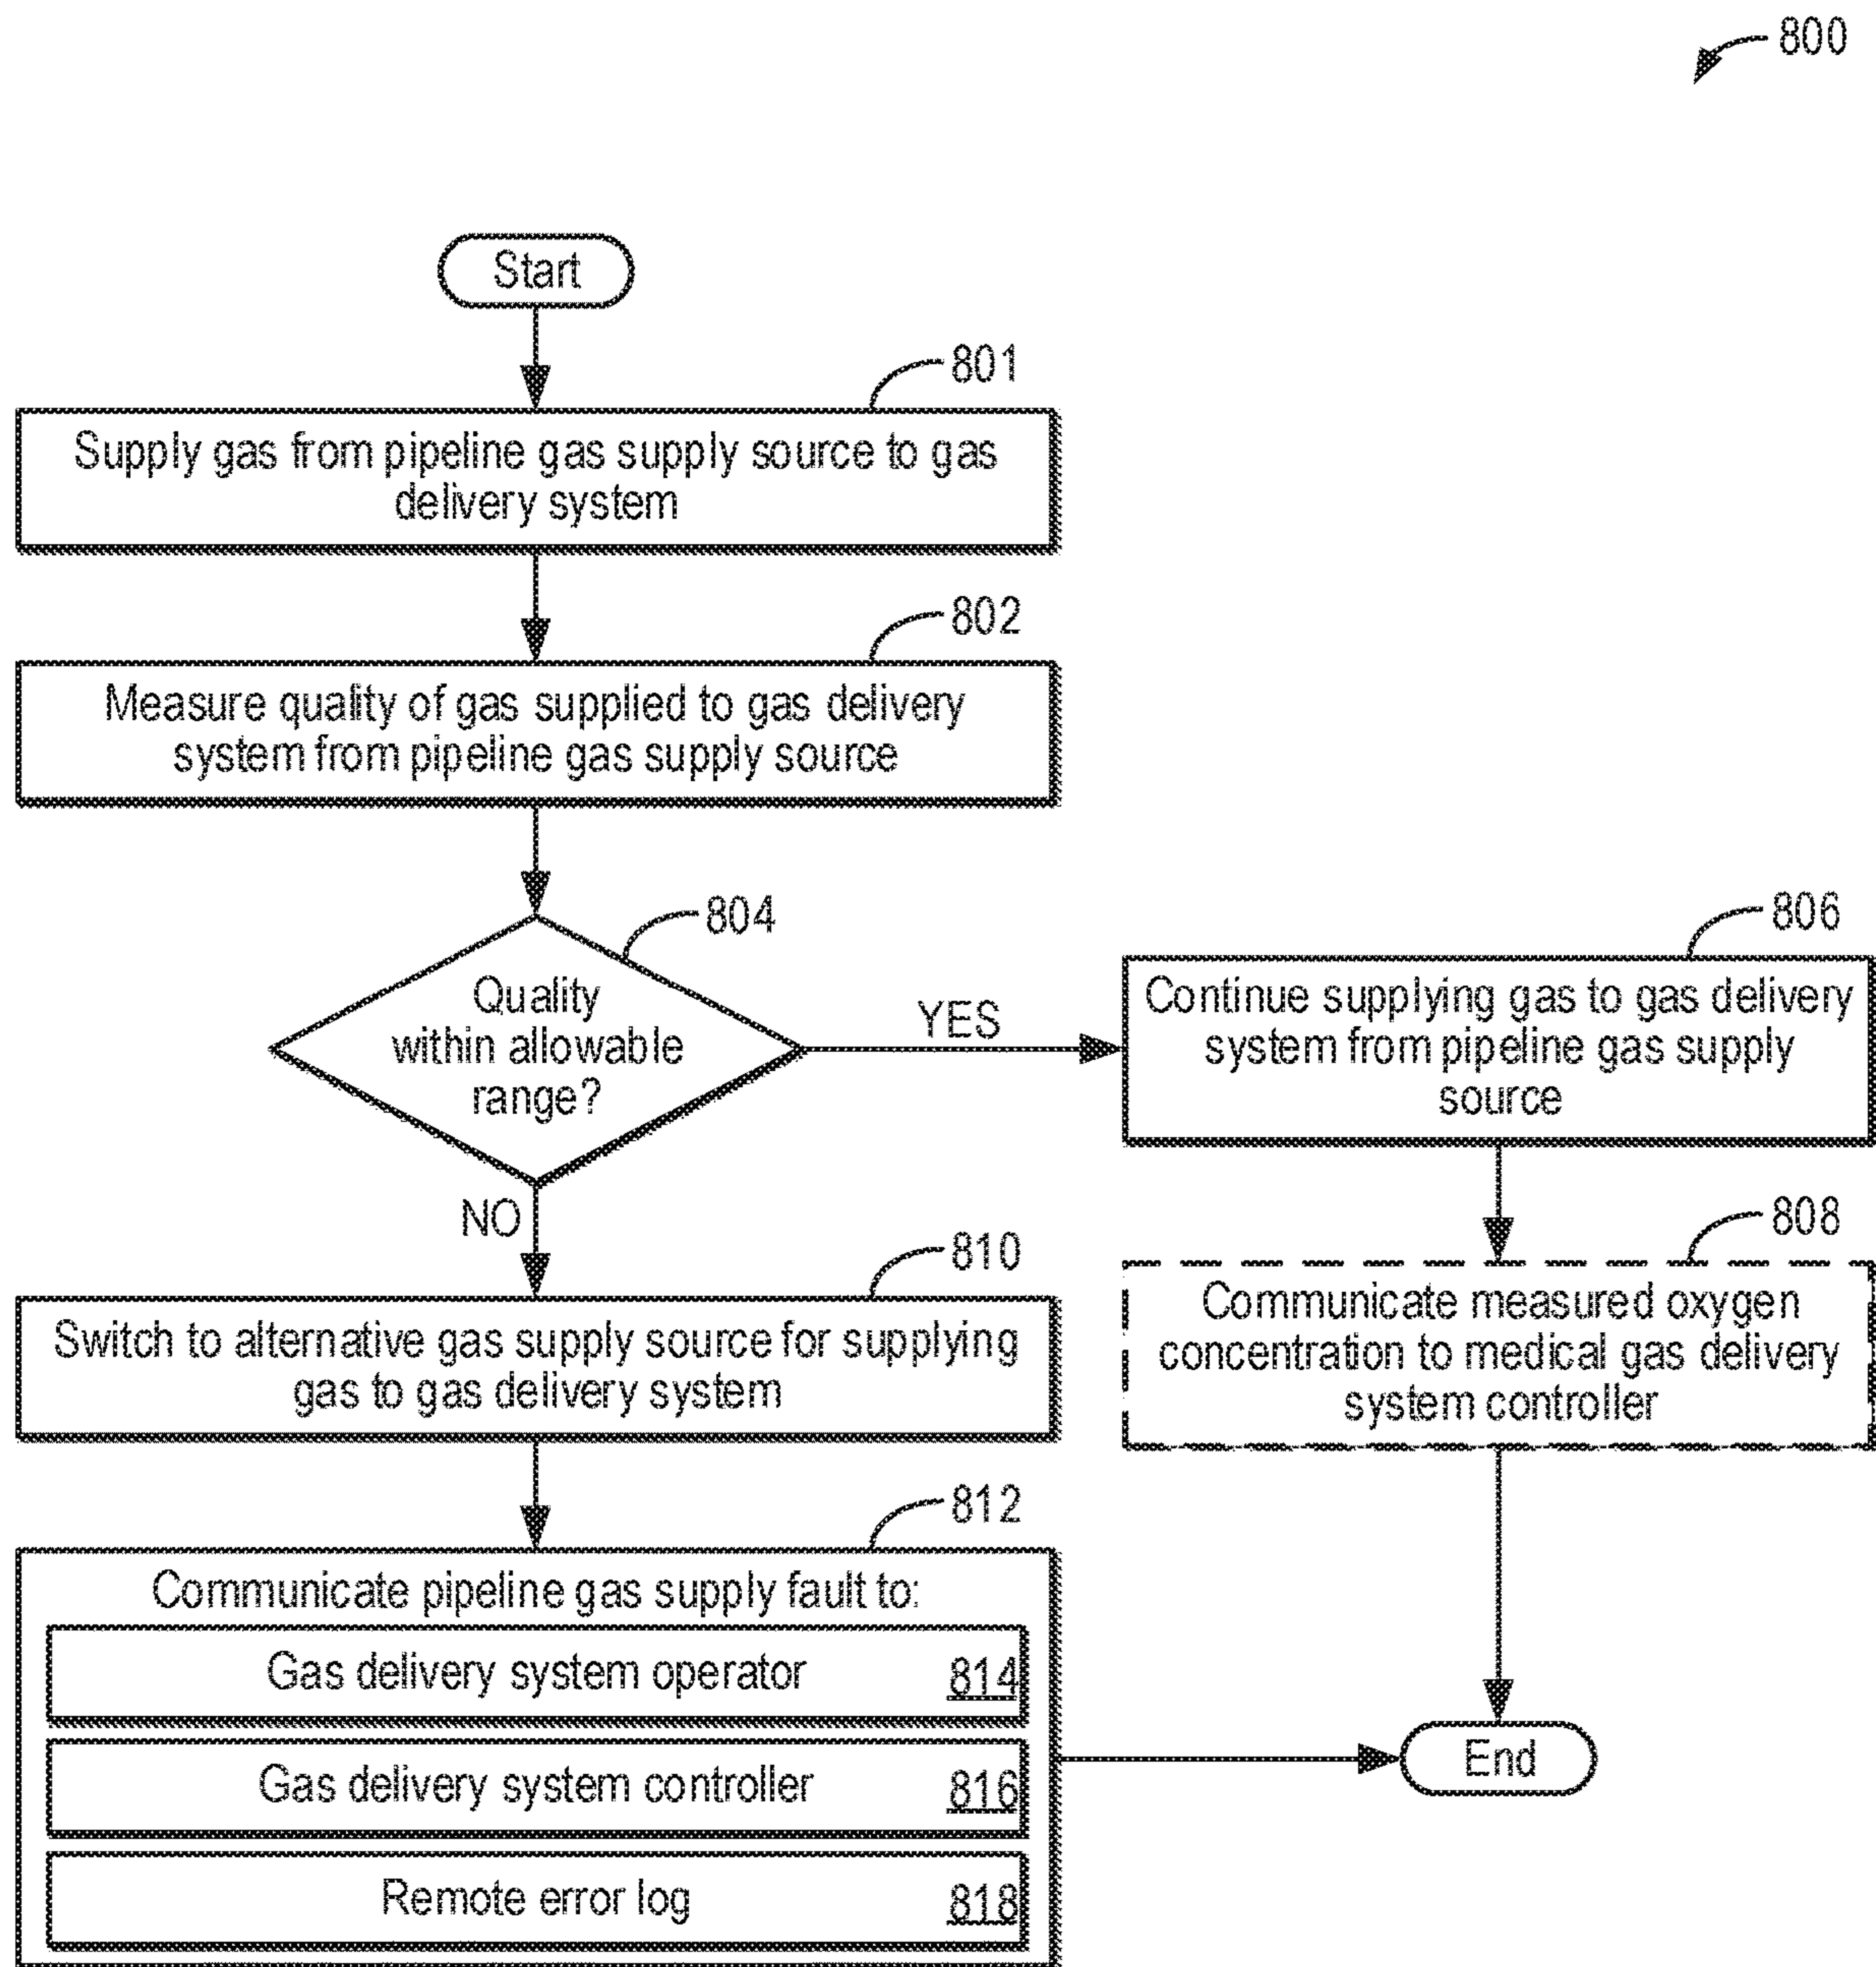 800
Start
801
Supply gas from pipeline gas supply source to gas
delivery system
802
Measure quality of gas supplied to gas delivery
system from pipeline gas supply source
804
Quality
within allowable
range?
YES
806
Continue supplying gas to gas delivery
system from pipeline gas supply
source
808
Communicate measured oxygen
concentration to medical gas delivery
system controller
NO
810
Switch to alternative gas supply source for supplying
gas to gas delivery system
812
Communicate pipeline gas supply fault to:
Gas delivery system operator 814
Gas delivery system controller 816
Remote error log 818
End